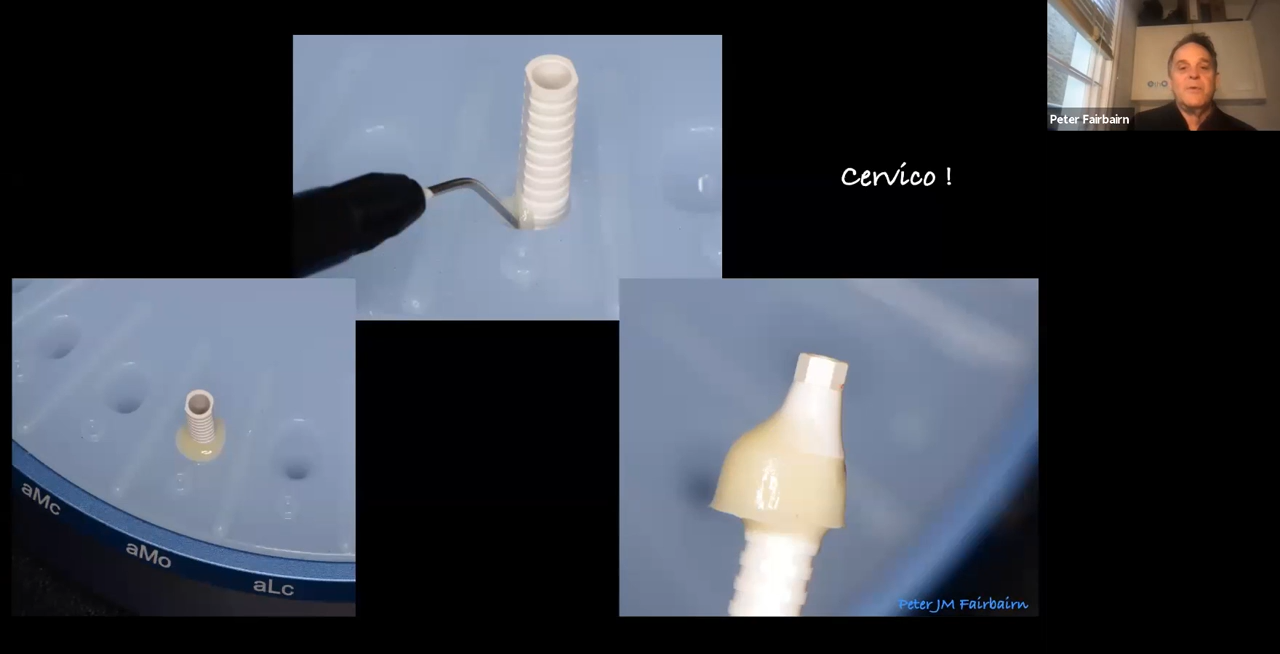 Peter Fairbairn
Cervico !
aMc
aMo
aLc
Peter JM Fairbairn